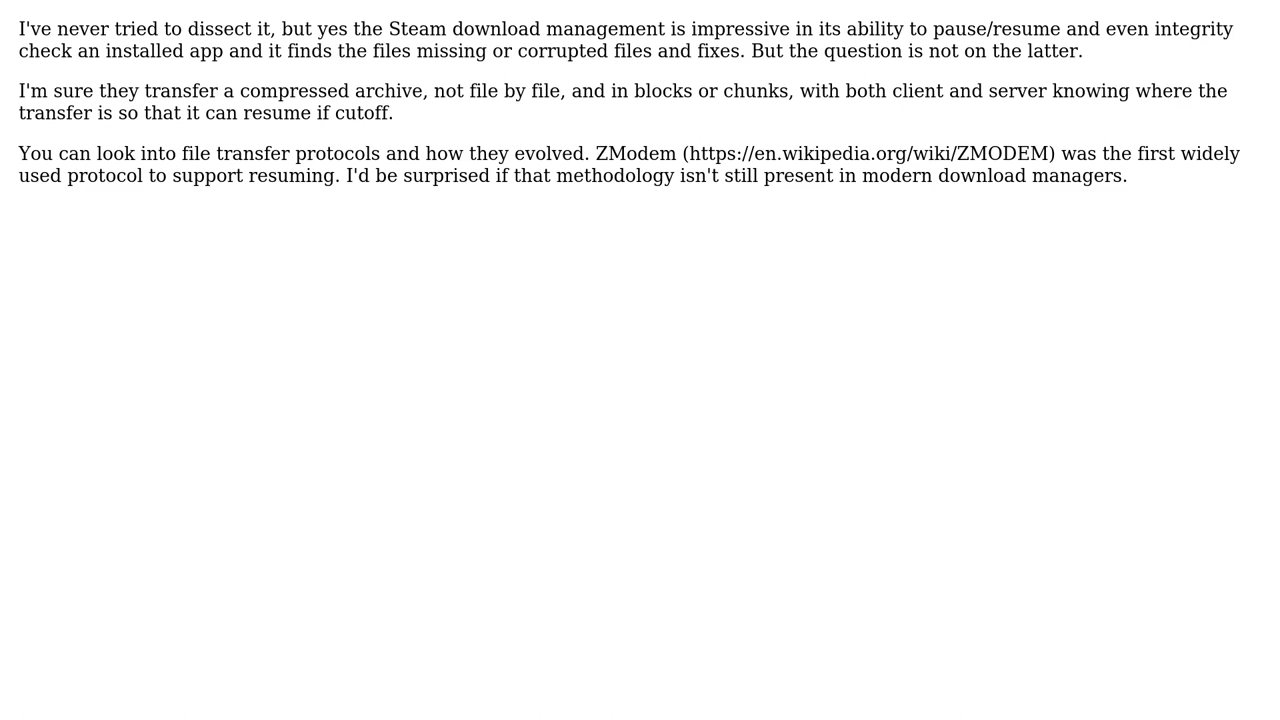 I've never tried to dissect it, but yes the Steam download management is impressive in its ability to pause/resume and even integrity
check an installed app and it finds the files missing or corrupted files and fixes. But the question is not on the latter.
I'm sure they transfer a compressed archive, not file by file, and in blocks or chunks, with both client and server knowing where the
transfer is so that it can resume if cutoff.
You can look into file transfer protocols and how they evolved. ZModem (https://en.wikipedia.org/wiki/ZMODEM) was the first widely
used protocol to support resuming. I'd be surprised if that methodology isn't still present in modern download managers.